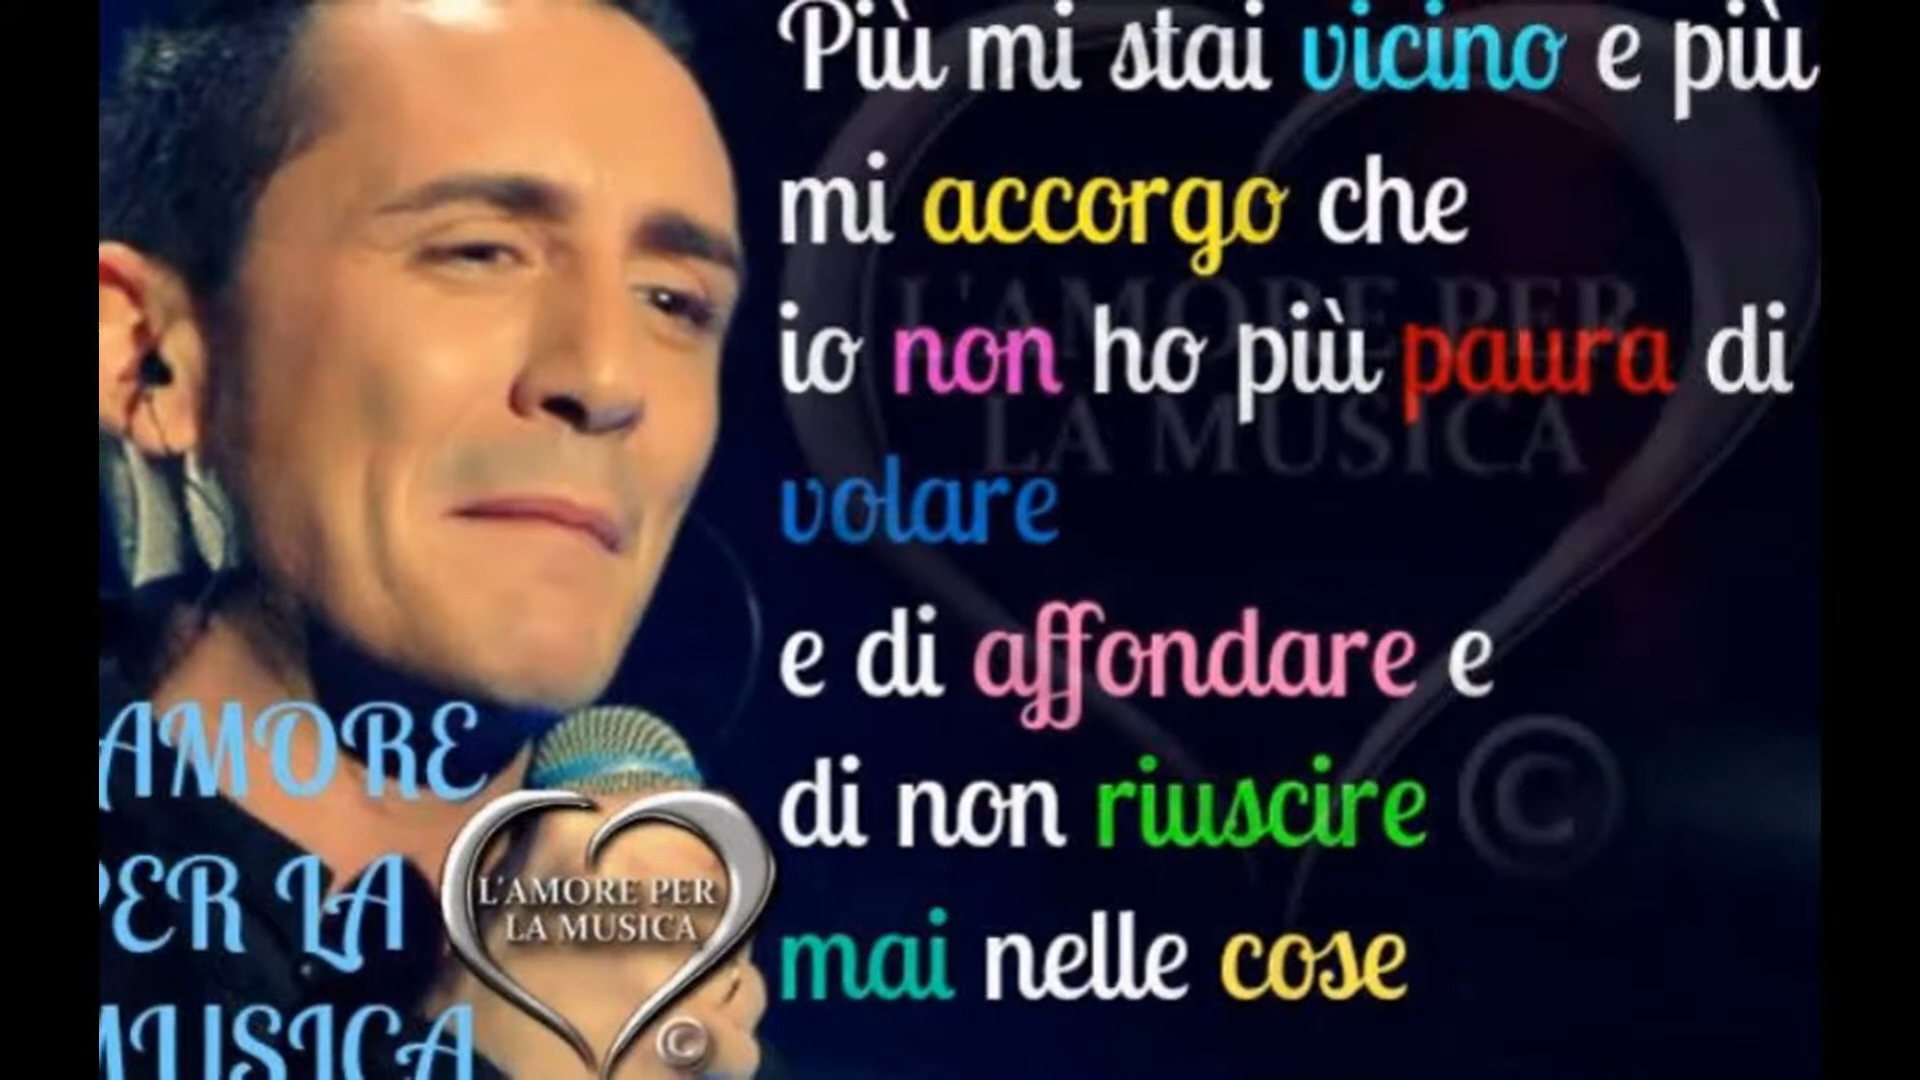 Più mi stai vicino e più
mi accorgo che
io non ho più paura di
volare
e di affondare e
di non riuscire
mai nelle cose
L'AMORE PER
LA MUSICA
©
AMORE
PER LA
MUSICA
L'AMORE PER
LA MUSICA
©